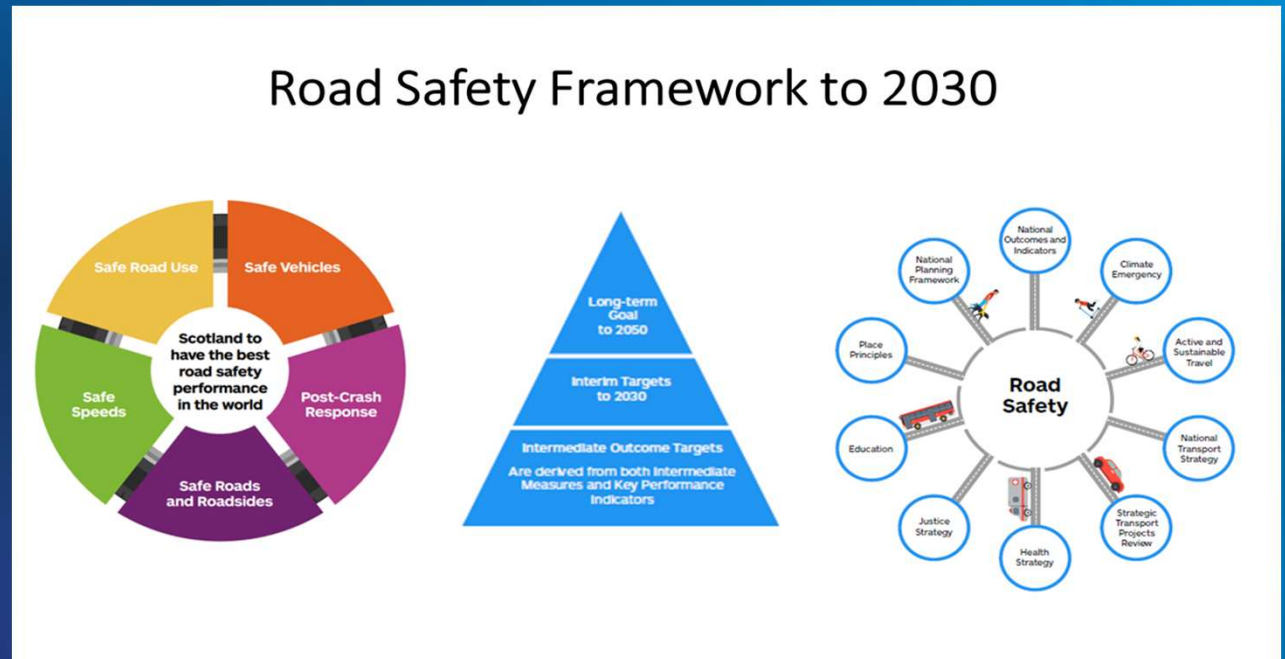 Road Safety Framework to 2030
Safe Road Use
Safe Vehicles
Post-Crash
Response
Safe Roads
and Roadsides
Safe
Speeds
Scotland to
have the best
road safety
performance
in the world
Long-term
Goal
to 2050
Interim Targets
to 2030
Intermediate Outcome Targets
Are derived from both Intermediate
Measures and Key Performance
Indicators
Road
Safety
National
Outcomes and
Indicators
Climate
Emergency
Active and
Sustainable
Travel
National
Transport
Strategy
Strategic
Transport
Projects
Review
Health
Strategy
Justice
Strategy
Education
Place
Principles
National
Planning
Framework